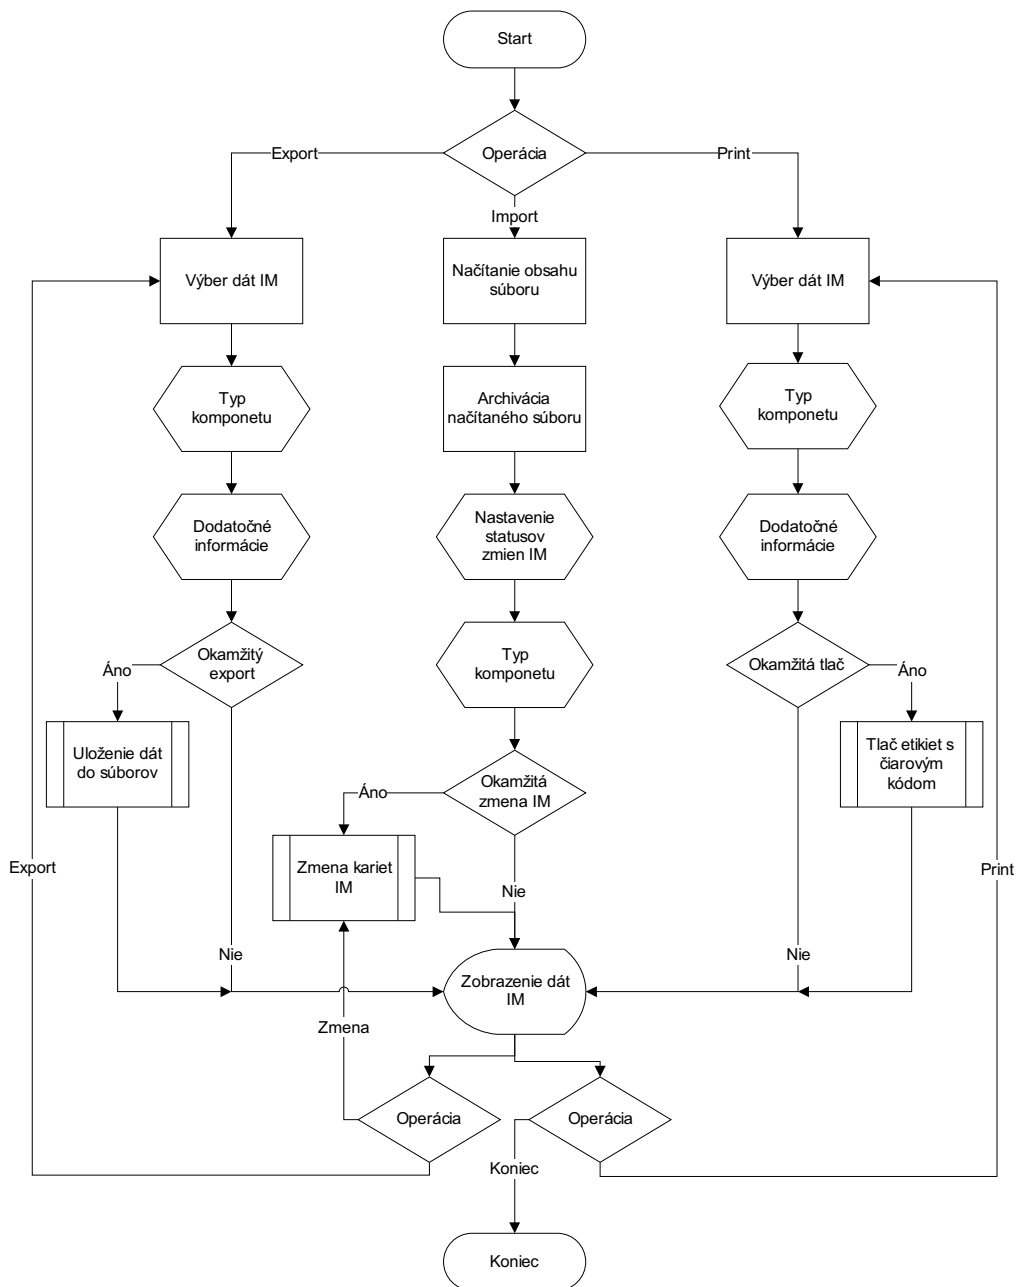 Start
Operácia
Export
Print
Import
Výber dát IM
Načítanie obsahu
súboru
Výber dát IM
Typ
komponetu
Archivácia
načítaného súboru
Typ
komponetu
Dodatočné
informácie
Nastavenie
statusov
zmien IM
Dodatočné
informácie
Okamžitý
export
Typ
komponetu
Okamžitá tlač
Áno
Áno
Uloženie dát
do súborov
Tlač etikiet s
čiarovým
kódom
Okamžitá
zmena IM
Áno
Export
Zmena kariet
IM
Print
Nie
Nie
Nie
Zobrazenie dát
IM
Zmena
Operácia
Operácia
Koniec
Koniec